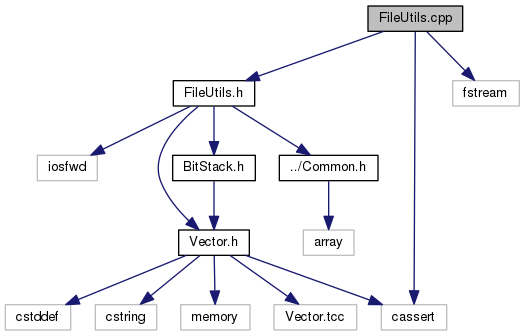 FileUtils.cpp
FileUtils.h
fstream
iosfwd
BitStack.h
../Common.h
Vector.h
array
cstddef
cstring
memory
Vector.tcc
cassert